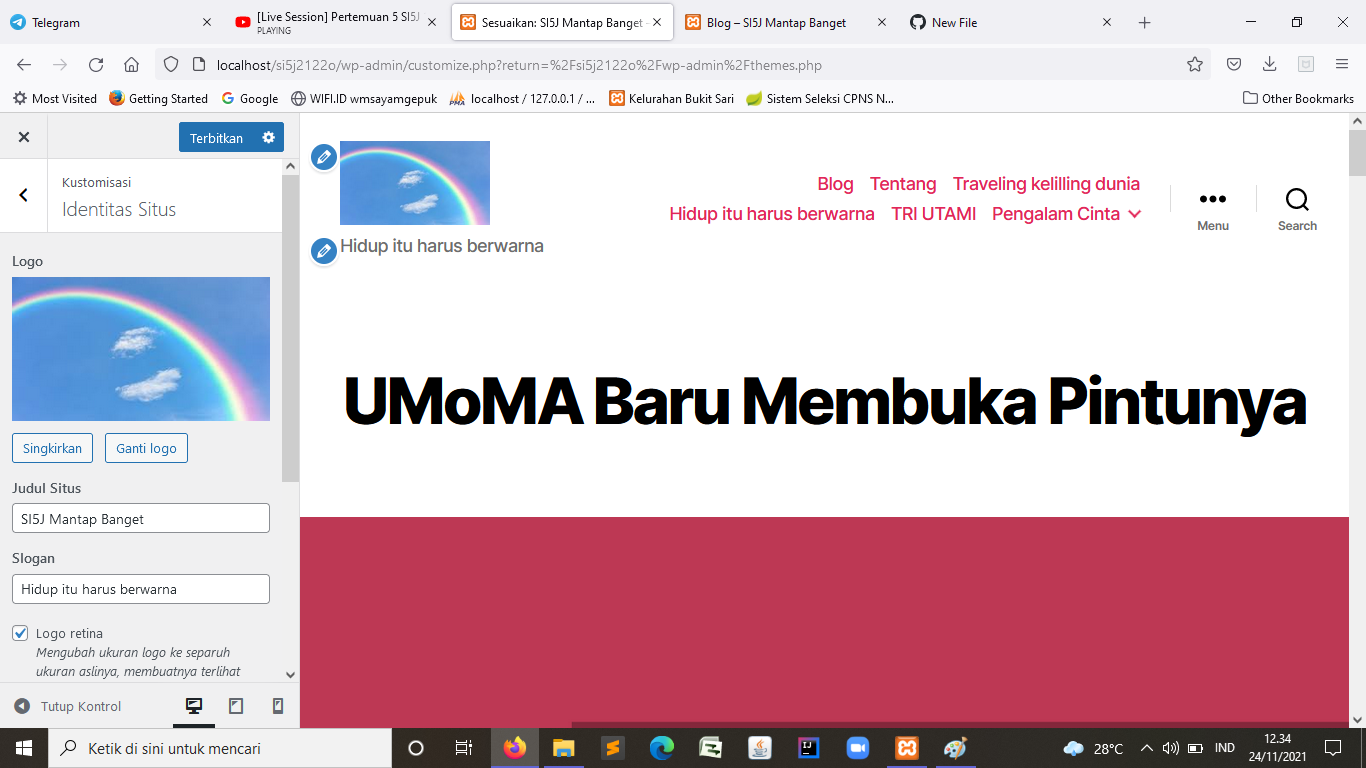 Telegram
[Live Session] Pertemuan 5 SI5J
PLAYING
Sesuaikan: SI5J Mantap Banget -
Blog – SI5J Mantap Banget
New File
localhost/si5j2122o/wp-admin/customize.php?return=%2Fsi5j2122o%2Fwp-admin%2Fthemes.php
Most Visited
Getting Started
Google
WIFI.ID wmsayamgepuk
localhost / 127.0.0.1 / ...
Kelurahan Bukit Sari
Sistem Seleksi CPNS N...
Other Bookmarks
Terbitkan
Kustomisasi
Identitas Situs
Logo
Singkirkan
Ganti logo
Judul Situs
SI5J Mantap Banget
Slogan
Hidup itu harus berwarna
Logo retina
Mengubah ukuran logo ke separuh
ukuran aslinya, membuatnya terlihat
Tutup Kontrol
Hidup itu harus berwarna
Blog Tentang Traveling kelilling dunia
Hidup itu harus berwarna TRI UTAMI Pengalam Cinta
Menu
Search
UMoMA Baru Membuka Pintunya
Ketik di sini untuk mencari
28°C
IND
12.34
24/11/2021